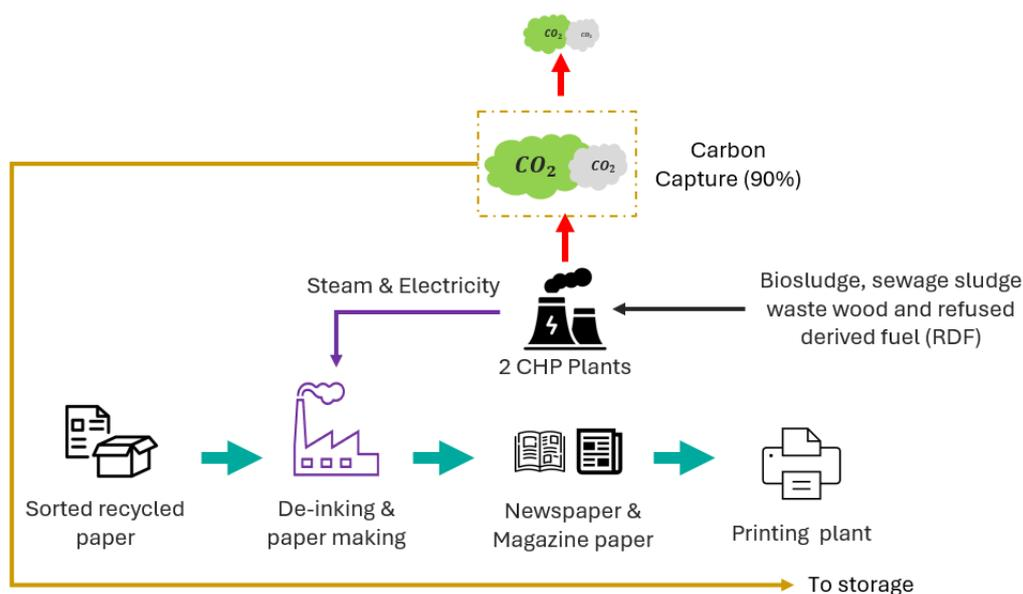 CO₂ CO₂
CO₂ CO₂
Carbon
Capture (90%)
Steam & Electricity
Biosludge, sewage sludge
waste wood and refused
derived fuel (RDF)
2 CHP Plants
Sorted recycled
paper
De-inking &
paper making
Newspaper &
Magazine paper
Printing plant
To storage